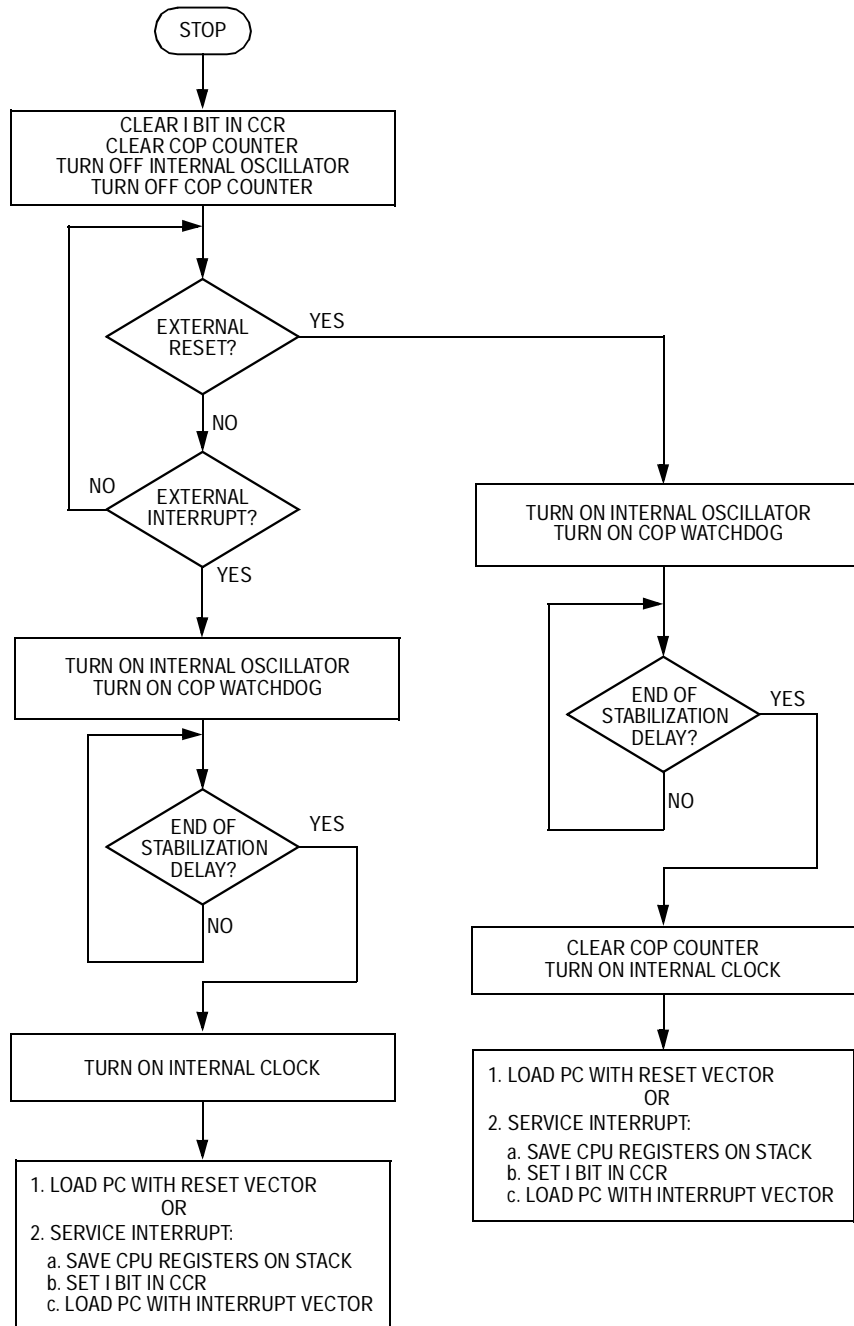 STOP
CLEAR I BIT IN CCR
CLEAR COP COUNTER
TURN OFF INTERNAL OSCILLATOR
TURN OFF COP COUNTER
EXTERNAL
RESET?
YES
NO
EXTERNAL
INTERRUPT?
NO
YES
TURN ON INTERNAL OSCILLATOR
TURN ON COP WATCHDOG
END OF
STABILIZATION
DELAY?
YES
NO
TURN ON INTERNAL CLOCK
1. LOAD PC WITH RESET VECTOR
OR
2. SERVICE INTERRUPT:
a. SAVE CPU REGISTERS ON STACK
b. SET I BIT IN CCR
c. LOAD PC WITH INTERRUPT VECTOR
TURN ON INTERNAL OSCILLATOR
TURN ON COP WATCHDOG
END OF
STABILIZATION
DELAY?
YES
NO
CLEAR COP COUNTER
TURN ON INTERNAL CLOCK
1. LOAD PC WITH RESET VECTOR
OR
2. SERVICE INTERRUPT:
a. SAVE CPU REGISTERS ON STACK
b. SET I BIT IN CCR
c. LOAD PC WITH INTERRUPT VECTOR